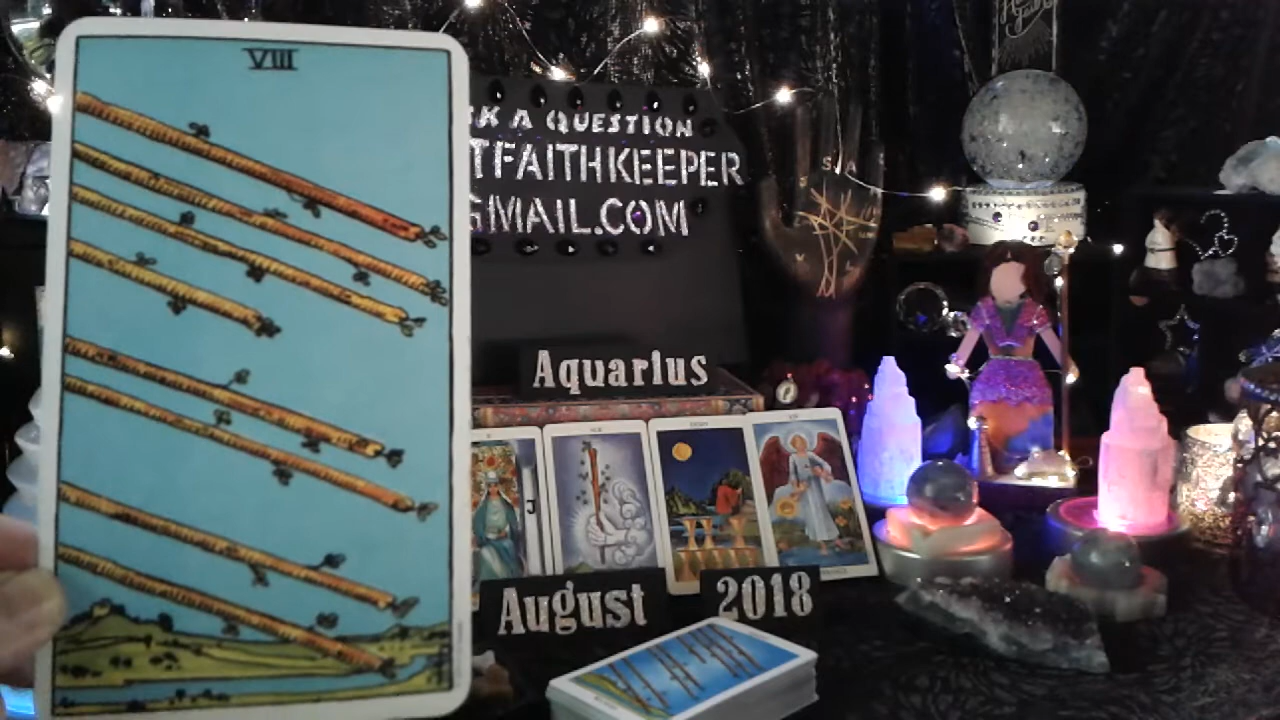 VIII
K A QUESTION
TFAITHKEEPER
GMAIL.COM
Aquarius
August 2018